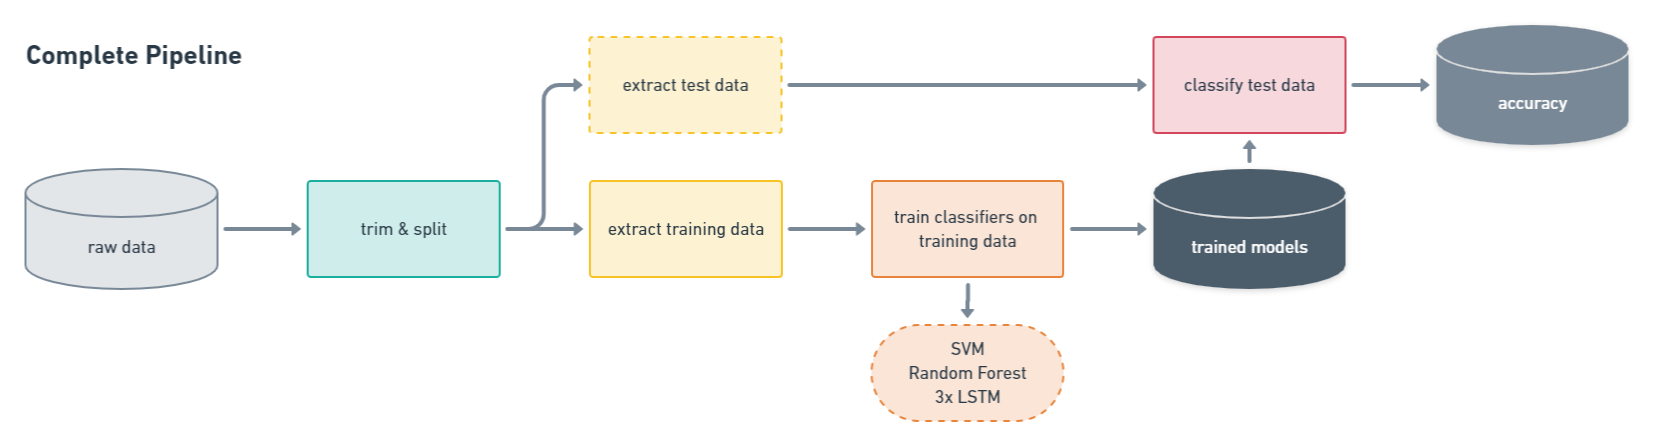 Complete Pipeline
extract test data
classify test data
accuracy
raw data
trim & split
extract training data
train classifiers on
training data
trained models
SVM
Random Forest
3x LSTM